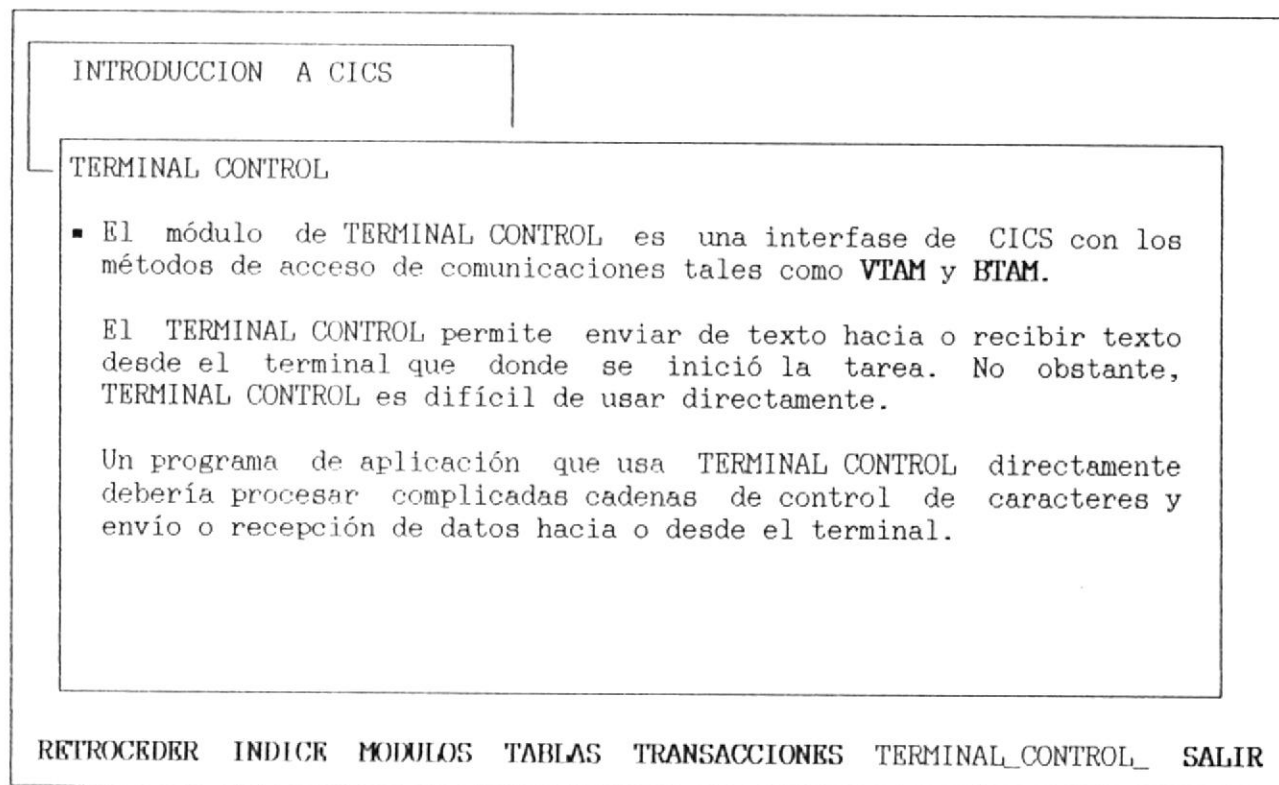 INTRODUCCION A CICS
TERMINAL CONTROL
▪ El módulo de TERMINAL CONTROL es una interfase de CICS con los
métodos de acceso de comunicaciones tales como VTAM y BTAM.
El TERMINAL CONTROL permite enviar de texto hacia o recibir texto
desde el terminal que donde se inició la tarea. No obstante,
TERMINAL CONTROL es difícil de usar directamente.
Un programa de aplicación que usa TERMINAL CONTROL directamente
debería procesar complicadas cadenas de control de caracteres y
envío o recepción de datos hacia o desde el terminal.
RETROCEDER INDICE MODULOS TABLAS TRANSACCIONES TERMINAL_CONTROL_ SALIR